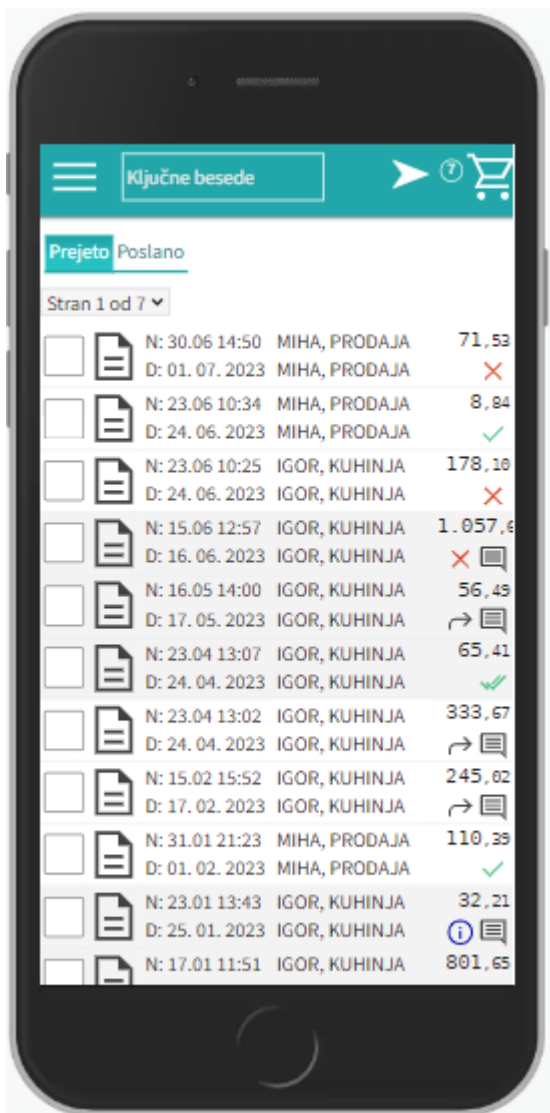 Ključne besede
7
Prejeto Poslano
Stran 1 od 7
N: 30.06 14:50 MIHA, PRODAJA 71,53
D: 01. 07. 2023 MIHA, PRODAJA
N: 23.06 10:34 MIHA, PRODAJA 8,84
D: 24. 06. 2023 MIHA, PRODAJA
N: 23.06 10:25 IGOR, KUHINJA 178,10
D: 24. 06. 2023 IGOR, KUHINJA
N: 15.06 12:57 IGOR, KUHINJA 1.057,6
D: 16. 06. 2023 IGOR, KUHINJA
N: 16.05 14:00 IGOR, KUHINJA 56,49
D: 17. 05. 2023 IGOR, KUHINJA
N: 23.04 13:07 IGOR, KUHINJA 65,41
D: 24. 04. 2023 IGOR, KUHINJA
N: 23.04 13:02 IGOR, KUHINJA 333,67
D: 24. 04. 2023 IGOR, KUHINJA
N: 15.02 15:52 IGOR, KUHINJA 245,02
D: 17. 02. 2023 IGOR, KUHINJA
N: 31.01 21:23 MIHA, PRODAJA 110,39
D: 01. 02. 2023 MIHA, PRODAJA
N: 23.01 13:43 IGOR, KUHINJA 32,21
D: 25. 01. 2023 IGOR, KUHINJA
N: 17.01 11:51 IGOR, KUHINJA 801,65